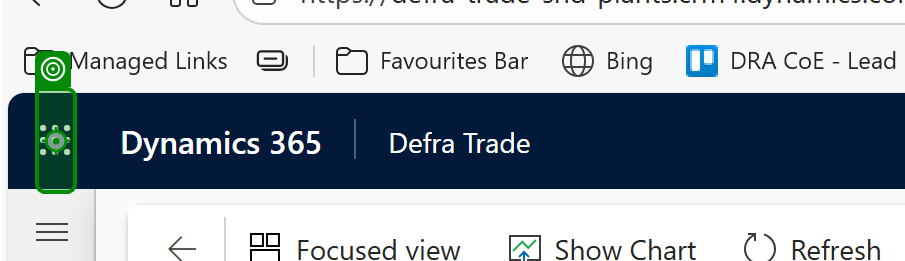 Managed Links Favourites Bar Bing DRA CoE - Lead
Dynamics 365 Defra Trade
Focused view Show Chart Refresh